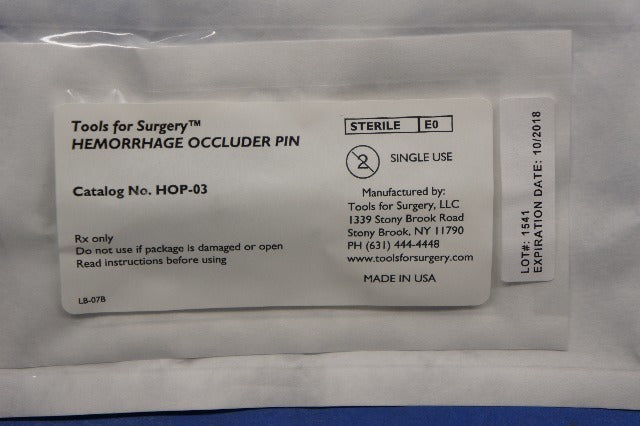 Tools for Surgery™
HEMORRHAGE OCCLUDER PIN
Catalog No. HOP-03
Rx only
Do not use if package is damaged or open
Read instructions before using
LB-07B
STERILE EO
2 SINGLE USE
Manufactured by:
Tools for Surgery, LLC
1339 Stony Brook Road
Stony Brook, NY 11790
PH (631) 444-4448
www.toolsforsurgery.com
MADE IN USA
LOT#: 1541
EXPIRATION DATE: 10/2018